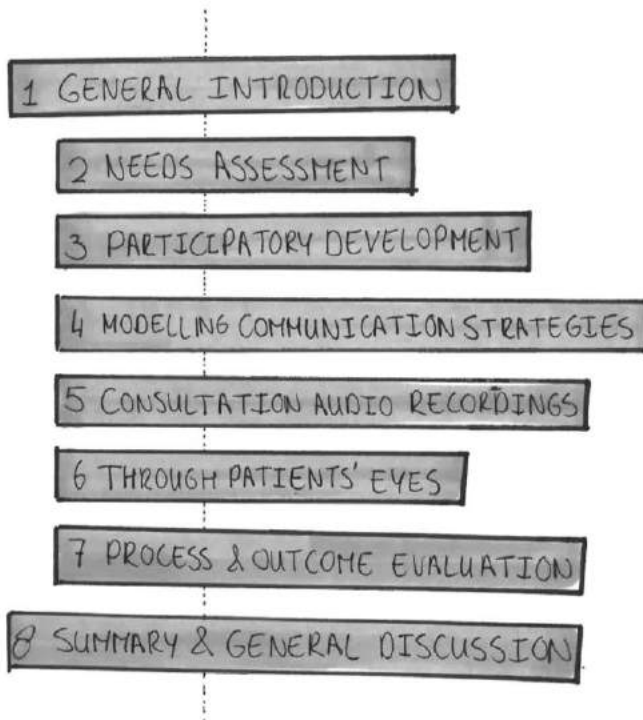 1 GENERAL INTRODUCTION
2 NEEDS ASSESSMENT
3 PARTICIPATORY DEVELOPMENT
4 MODELLING COMMUNICATION STRATEGIES
5 CONSULTATION AUDIO RECORDINGS
6 THROUGH PATIENTS' EYES
7 PROCESS & OUTCOME EVALUATION
8 SUMMARY & GENERAL DISCUSSION